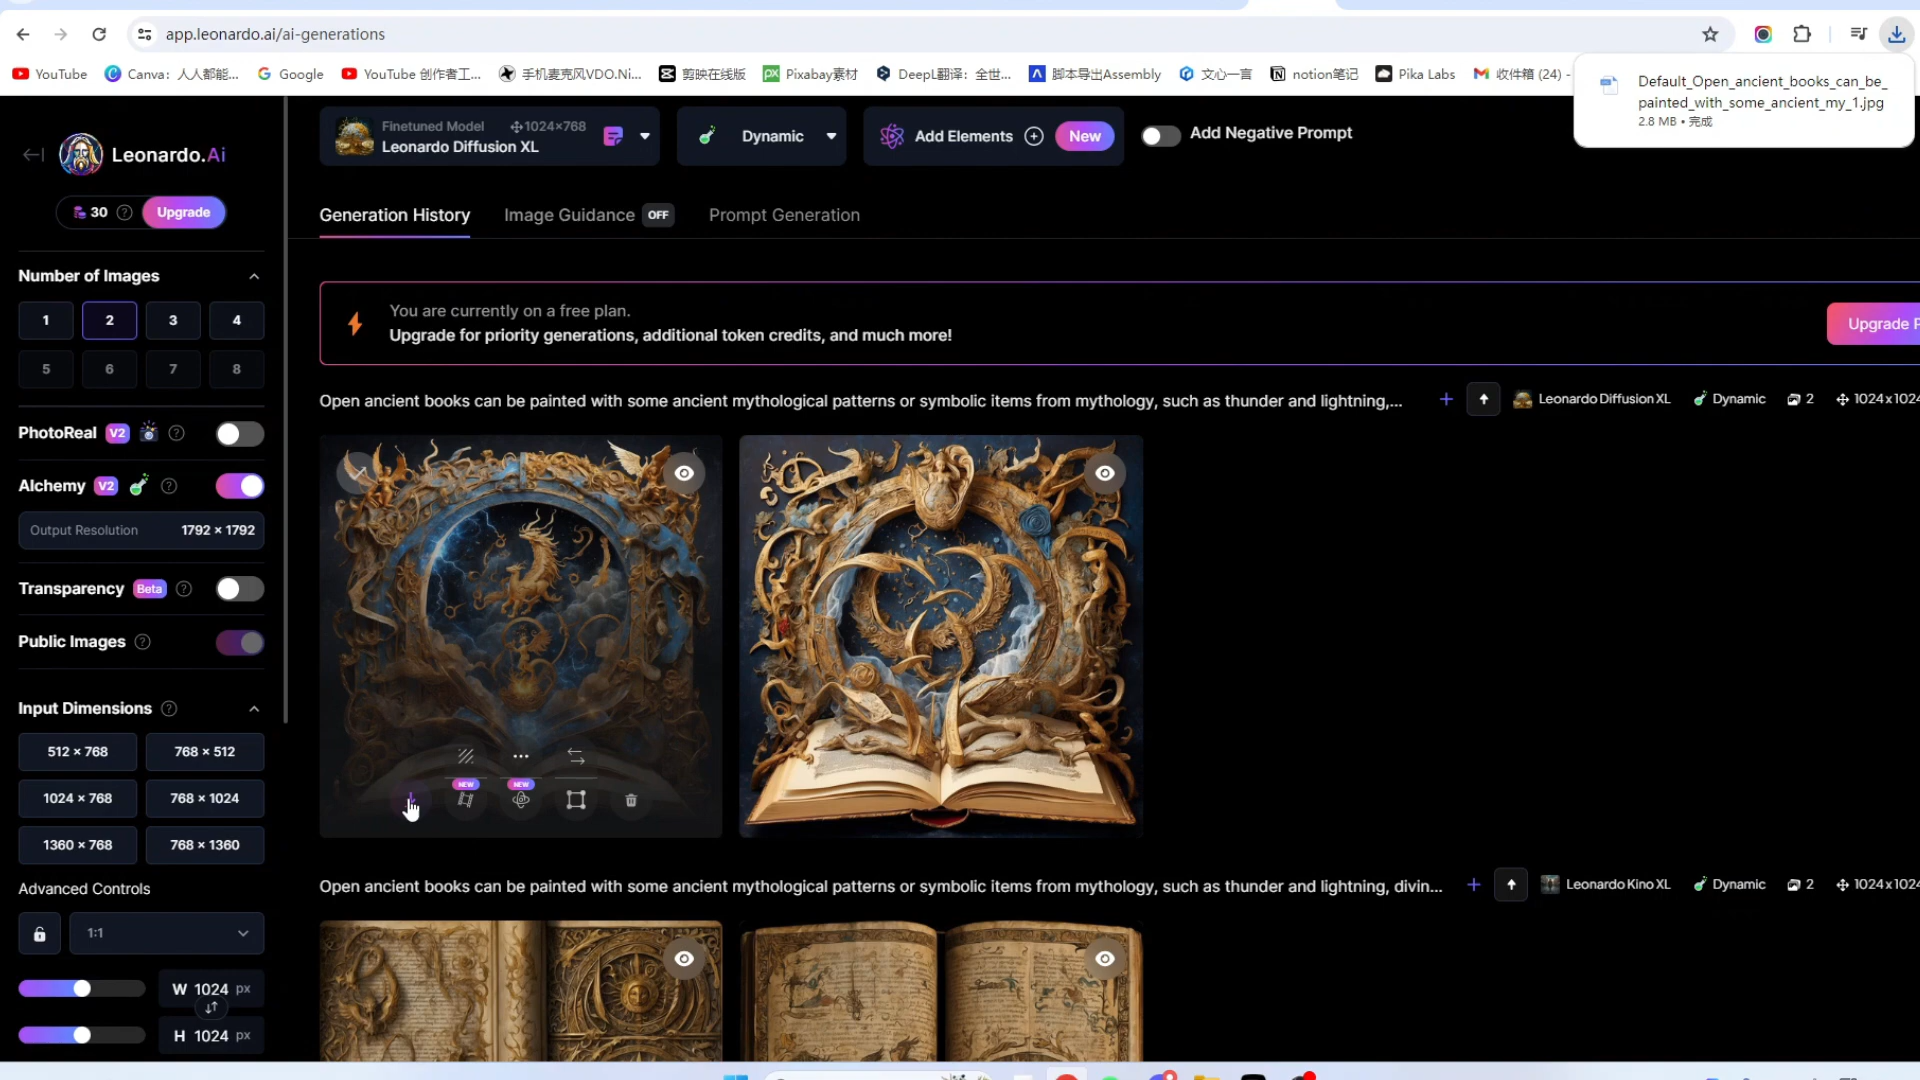 app.leonardo.ai/ai-generations
YouTube
Canva：人人都能...
Google
YouTube 创作者工...
手机麦克风VDO.Ni...
剪映在线版
Pixabay素材
DeepL翻译：全世...
脚本导出Assembly
文心一言
notion笔记
Pika Labs
收件箱 (24) -
Default_Open_ancient_books_can_be_
painted_with_some_ancient_my_1.jpg
2.8 MB • 完成
Leonardo.Ai
30
Upgrade
Finetuned Model
1024×768
Leonardo Diffusion XL
Dynamic
Add Elements
New
Add Negative Prompt
Generation History
Image Guidance
OFF
Prompt Generation
You are currently on a free plan.
Upgrade for priority generations, additional token credits, and much more!
Upgrade
Number of Images
1
2
3
4
5
6
7
8
PhotoReal V2
Alchemy V2
Output Resolution 1792 × 1792
Transparency Beta
Public Images
Input Dimensions
512 × 768
768 × 512
1024 × 768
768 × 1024
1360 × 768
768 × 1360
Advanced Controls
1:1
W 1024 px
H 1024 px
Open ancient books can be painted with some ancient mythological patterns or symbolic items from mythology, such as thunder and lightning,...
Leonardo Diffusion XL
Dynamic
2
1024x1024
NEW
NEW
Open ancient books can be painted with some ancient mythological patterns or symbolic items from mythology, such as thunder and lightning, divin...
Leonardo Kino XL
Dynamic
2
1024x1024